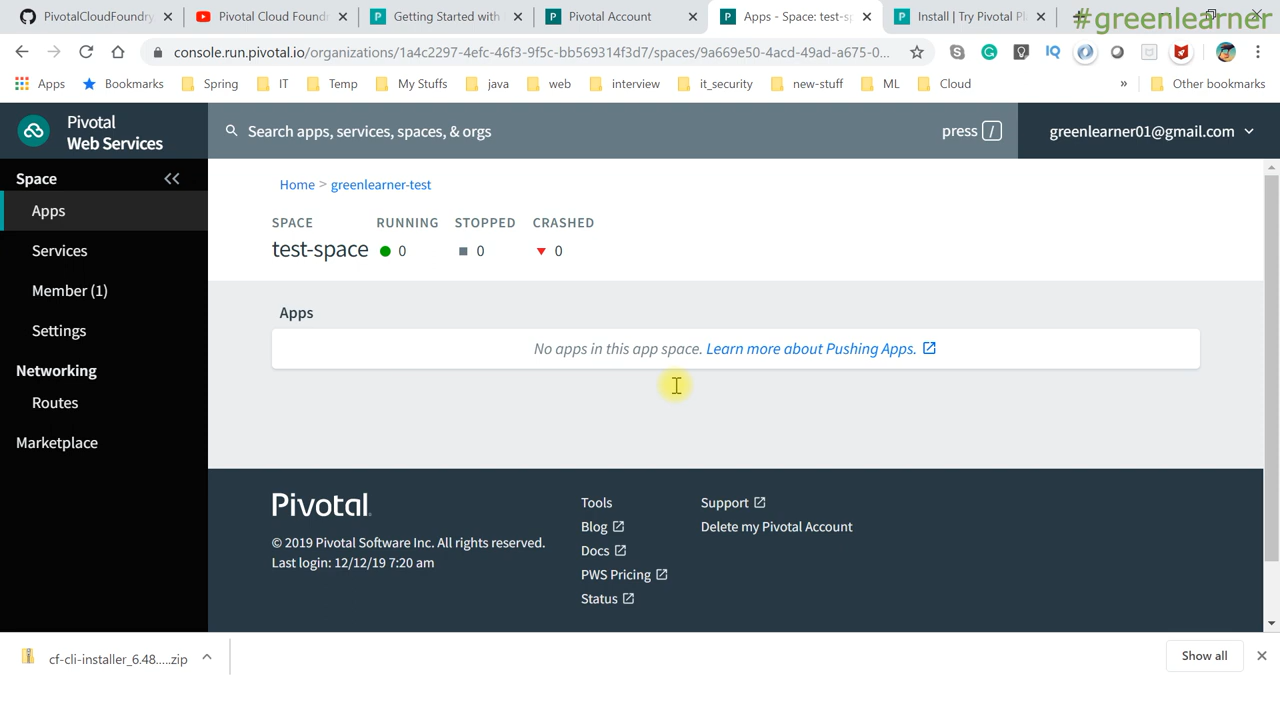 PivotalCloudFoundry
Pivotal Cloud Found
Getting Started with
Pivotal Account
Apps - Space: test-sp
Install | Try Pivotal Pl
#greenlearner
console.run.pivotal.io/organizations/1a4c2297-4efc-46f3-9f5c-bb569314f3d7/spaces/9a669e50-4acd-49ad-a675-0...
Apps
Bookmarks
Spring
IT
Temp
My Stuffs
java
web
interview
it_security
new-stuff
ML
Cloud
»
Other bookmarks
Pivotal
Web Services
Search apps, services, spaces, & orgs
press /
greenlearner01@gmail.com
Space
Apps
Services
Member (1)
Settings
Networking
Routes
Marketplace
Home > greenlearner-test
SPACE RUNNING STOPPED CRASHED
test-space 0 0 0
Apps
No apps in this app space. Learn more about Pushing Apps.
Pivotal.
© 2019 Pivotal Software Inc. All rights reserved.
Last login: 12/12/19 7:20 am
Tools
Blog
Docs
PWS Pricing
Status
Support
Delete my Pivotal Account
cf-cli-installer_6.48.....zip
Show all